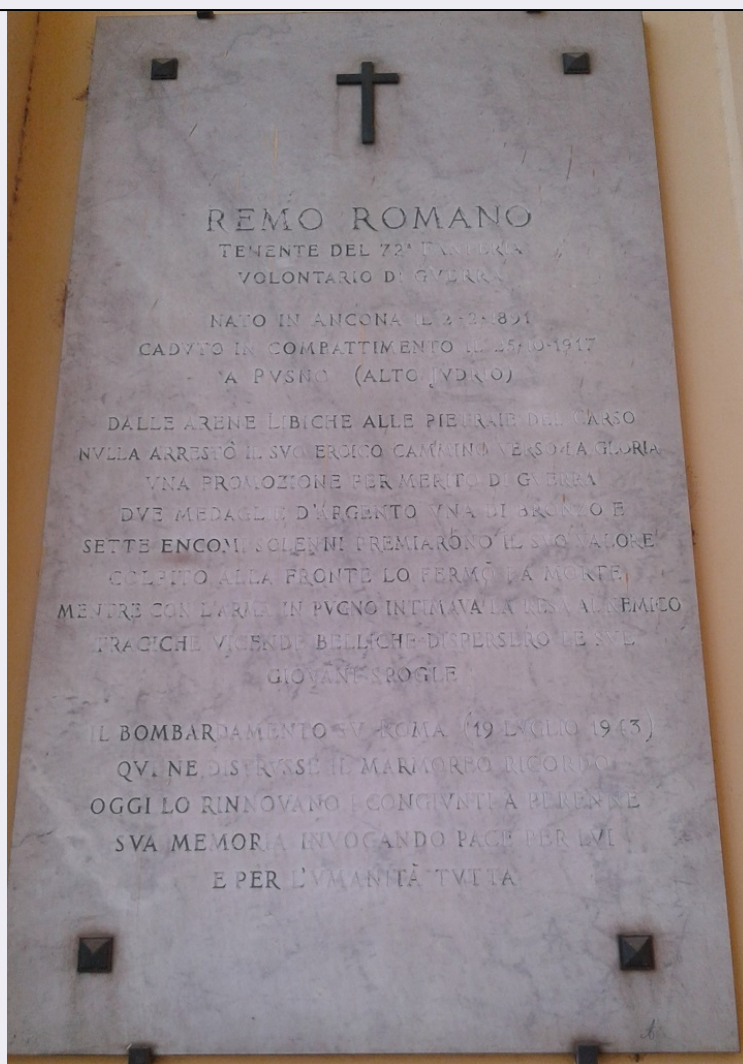 REMO ROMANO
TENENTE DEL 72° FANTERIA
VOLONTARIO DI GVERRA
NATO IN ANCONA IL 2-2-1891
CADVTO IN COMBATTIMENTO IL 25-10-1917
A PVSNO (ALTO JVDRIO)
DALLE ARENE LIBICHE ALLE PIETRAIE DEL CARSO
NVLLA ARRESTÒ IL SVO EROICO CAMMINO VERSO LA GLORIA
VNA PROMOZIONE PER MERITO DI GVERRA
DVE MEDAGLIE D'ARGENTO VNA DI BRONZO E
SETTE ENCOMI SOLENNI PREMIARONO IL SVO VALORE
COLPITO ALLA FRONTE LO FERMÒ LA MORTE
MENTRE CON L'ARMA IN PVGNO INTIMAVA LA RESA AL NEMICO
TRAGICHE VICENDE BELLICHE DISPERSERO LE SVE
GIOVANI SPOGLE
IL BOMBARDAMENTO SV ROMA (19 LVGLIO 1943)
QVI NE DISTRVSSE IL MARMOREO RICORDO
OGGI LO RINNOVANO I CONGIVNTI A PERENNE
SVA MEMORIA INVOCANDO PACE PER LVI
E PER L'VMANITÀ TVTTA